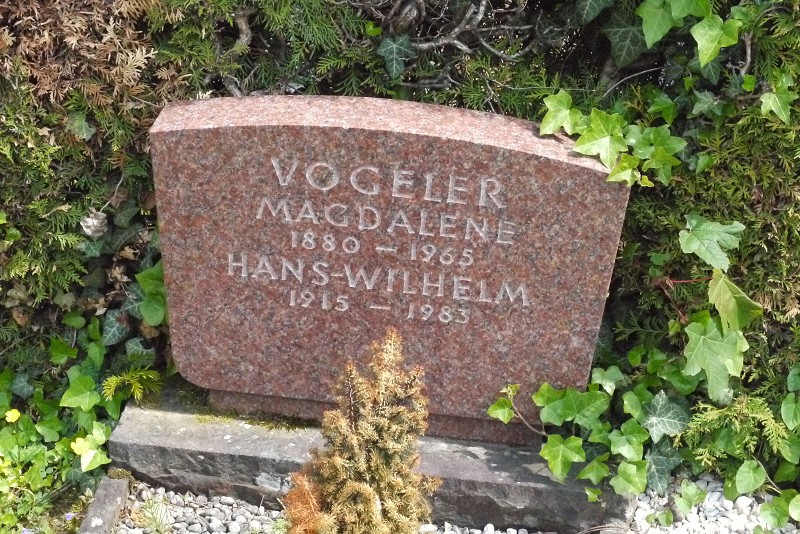 VOGELER
MAGDALENE
1880 – 1965
HANS-WILHELM
1915 – 1983